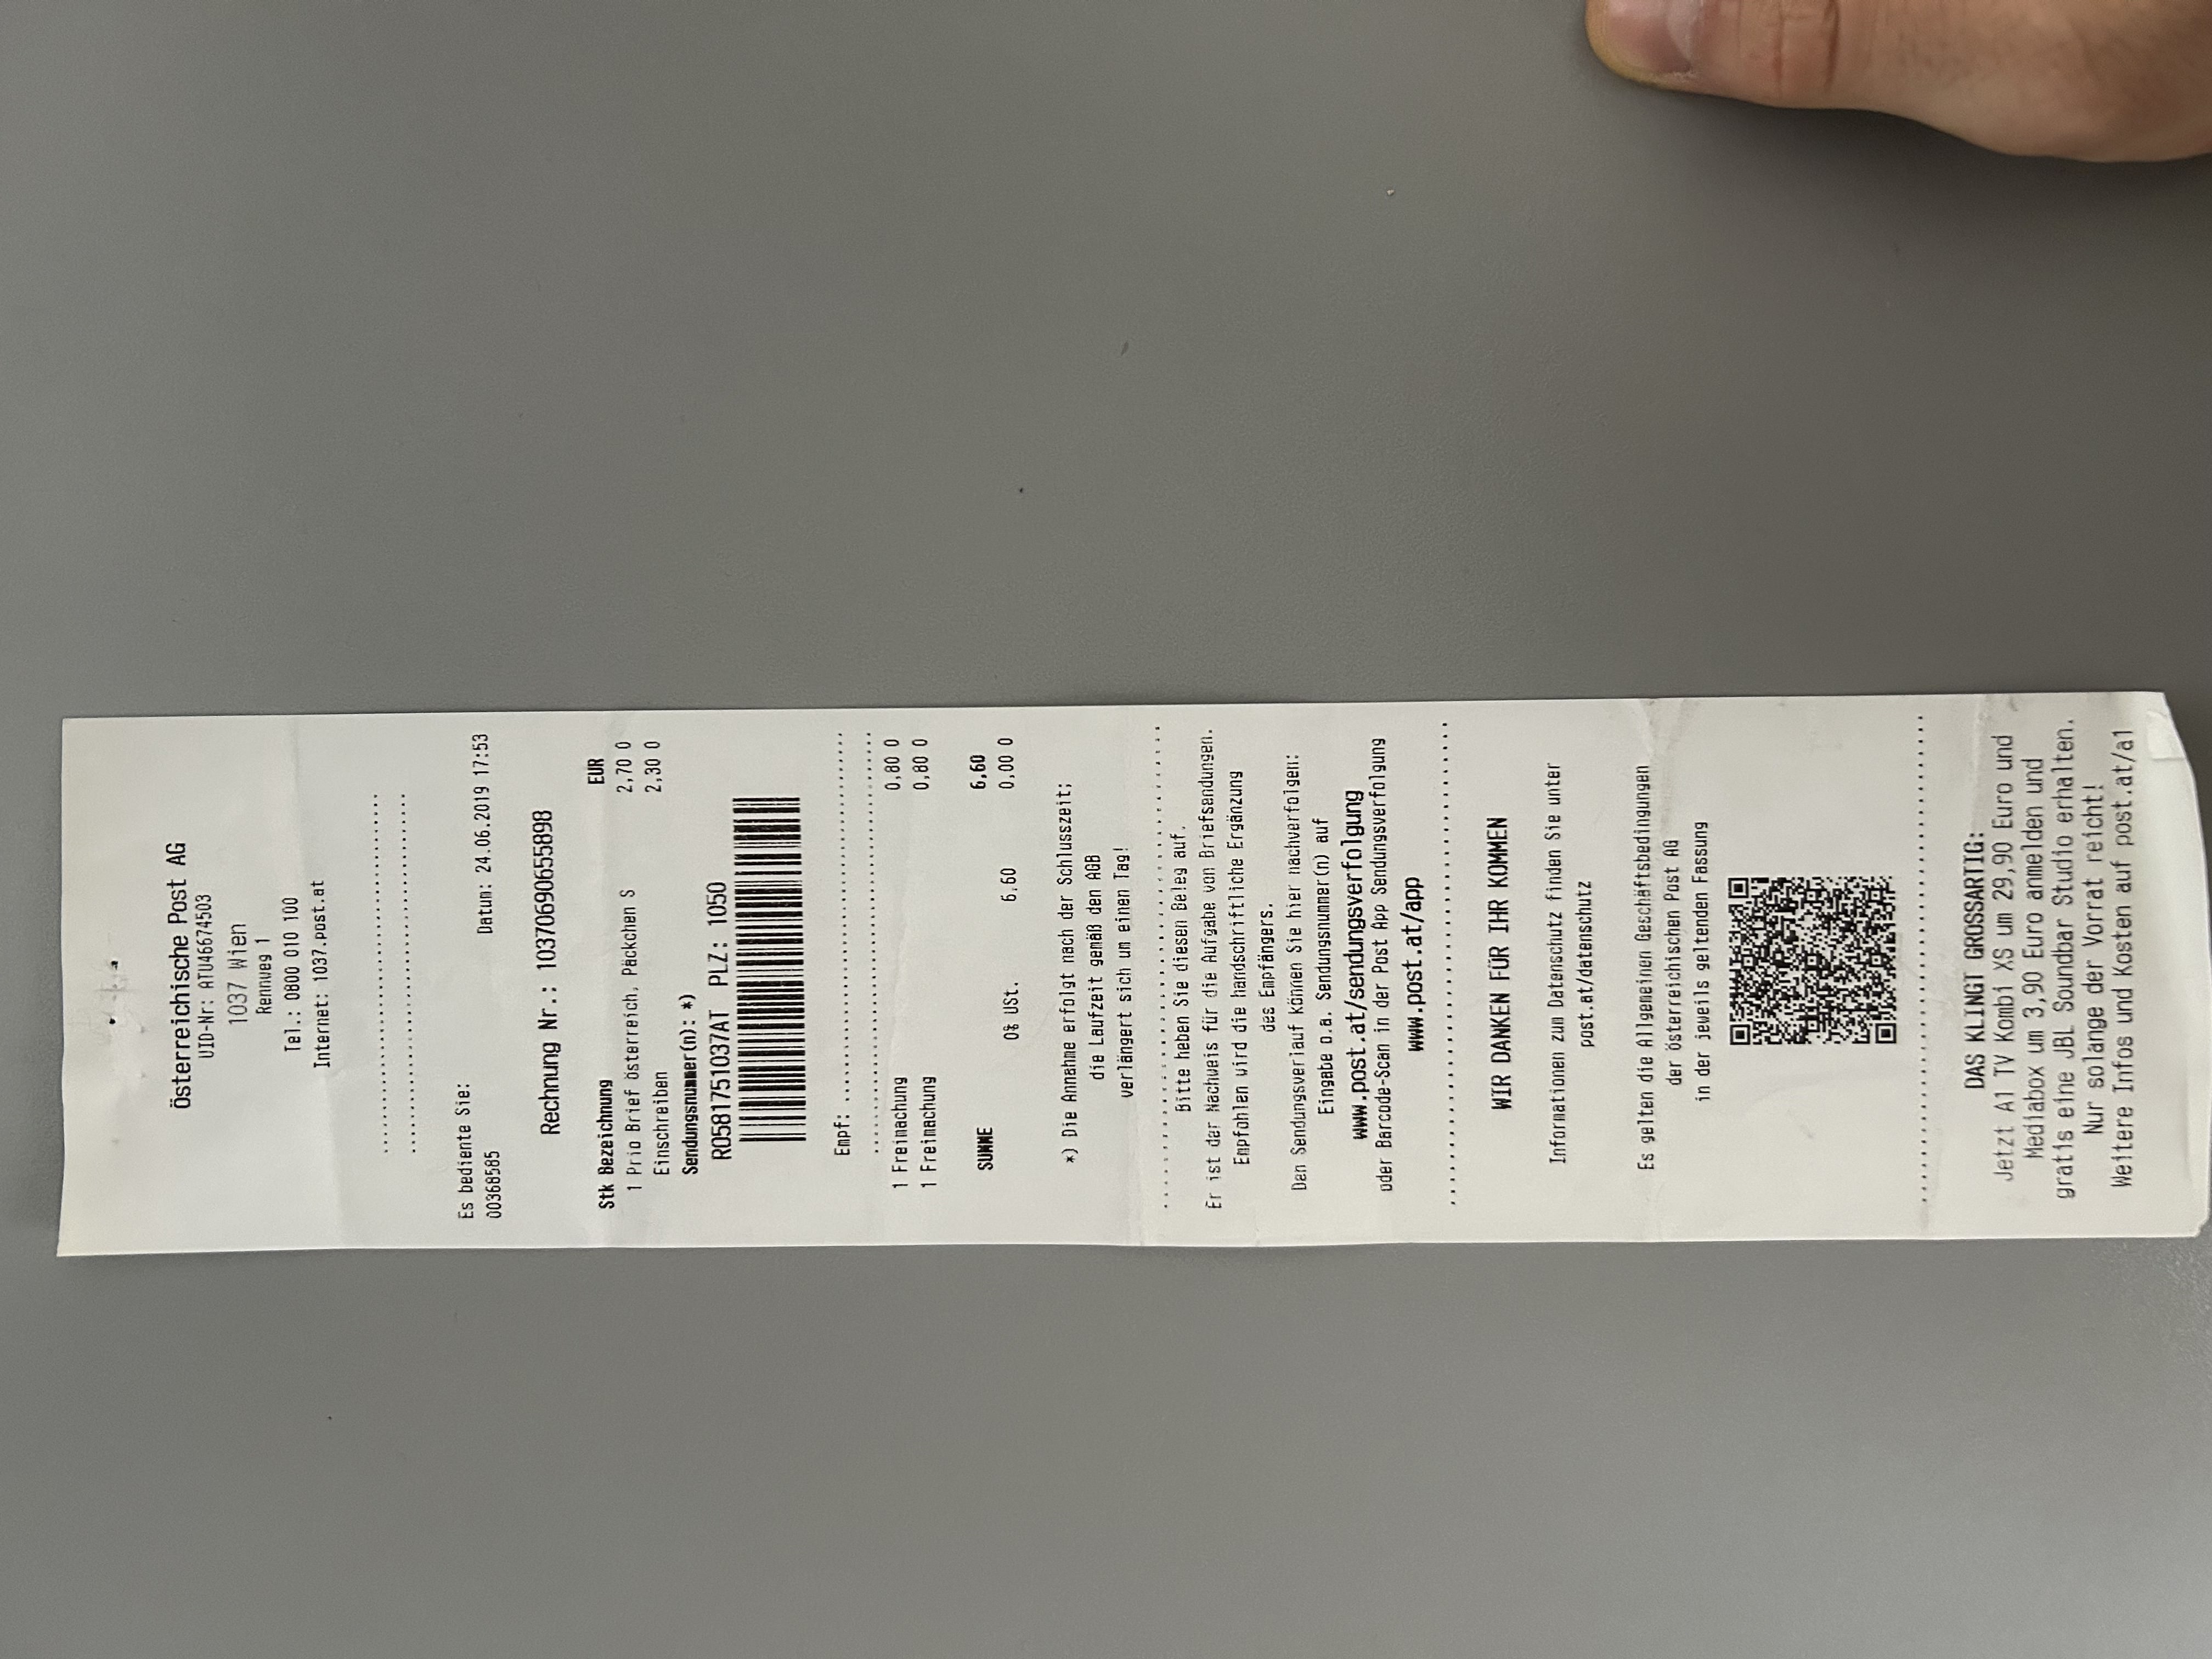 Österreichische Post AG
UID-Nr: ATU46674503
1037 Wien
Rennweg 1
Tel.: 0800 010 100
Internet: 1037.post.at
Es bediente Sie:
00368585 Datum: 24.06.2019 17:53
Rechnung Nr.: 10370690655898
Stk Bezeichnung EUR
1 Prio Brief Österreich, Päckchen S 2,70 0
Einschreiben 2,30 0
Sendungsnummer(n): *)
RO581751037AT PLZ: 1050
Empf: ............................................
1 Freimachung 0,80 0
1 Freimachung 0,80 0
SUMME 6,60
0% USt. 6,60 0,00 0
*) Die Annahme erfolgt nach der Schlusszeit;
die Laufzeit gemäß den AGB
verlängert sich um einen Tag!
Bitte heben Sie diesen Beleg auf.
Er ist der Nachweis für die Aufgabe von Briefsendungen.
Empfohlen wird die handschriftliche Ergänzung
des Empfängers.
Den Sendungsverlauf können Sie hier nachverfolgen:
Eingabe o.a. Sendungsnummer(n) auf
www.post.at/sendungsverfolgung
oder Barcode-Scan in der Post App Sendungsverfolgung
www.post.at/app
WIR DANKEN FÜR IHR KOMMEN
Informationen zum Datenschutz finden Sie unter
post.at/datenschutz
Es gelten die Allgemeinen Geschäftsbedingungen
der Österreichischen Post AG
in der jeweils geltenden Fassung
DAS KLINGT GROSSARTIG:
Jetzt A1 TV Kombi XS um 29,90 Euro und
Mediabox um 3,90 Euro anmelden und
gratis eine JBL Soundbar Studio erhalten.
Nur solange der Vorrat reicht!
Weitere Infos und Kosten auf post.at/a1